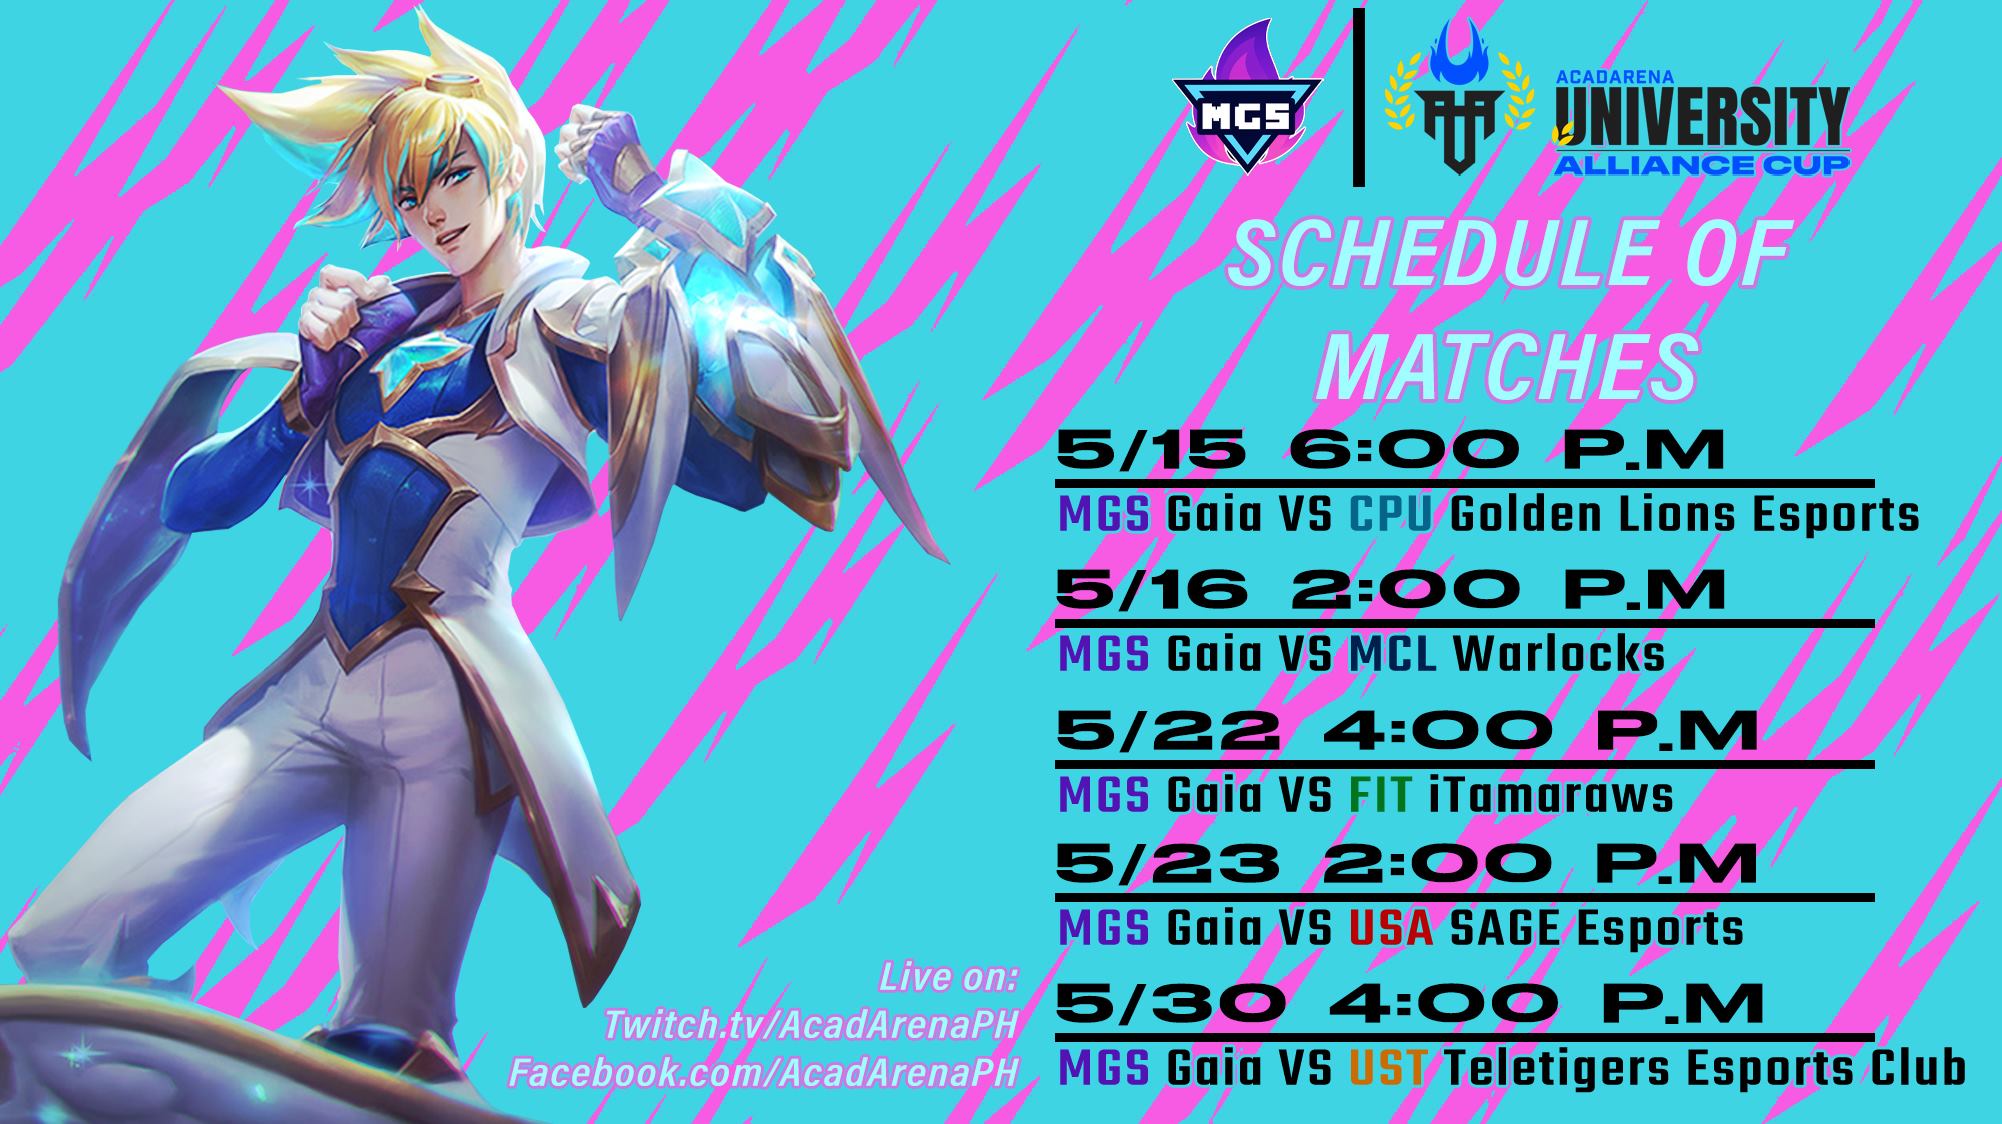 MGS
AUA
ACADARENA
UNIVERSITY
ALLIANCE CUP
SCHEDULE OF
MATCHES
5/15 6:00 P.M
MGS Gaia VS CPU Golden Lions Esports
5/16 2:00 P.M
MGS Gaia VS MCL Warlocks
5/22 4:00 P.M
MGS Gaia VS FIT iTamaraws
5/23 2:00 P.M
MGS Gaia VS USA SAGE Esports
5/30 4:00 P.M
MGS Gaia VS UST Teletigers Esports Club
Live on:
Twitch.tv/AcadArenaPH
Facebook.com/AcadArenaPH